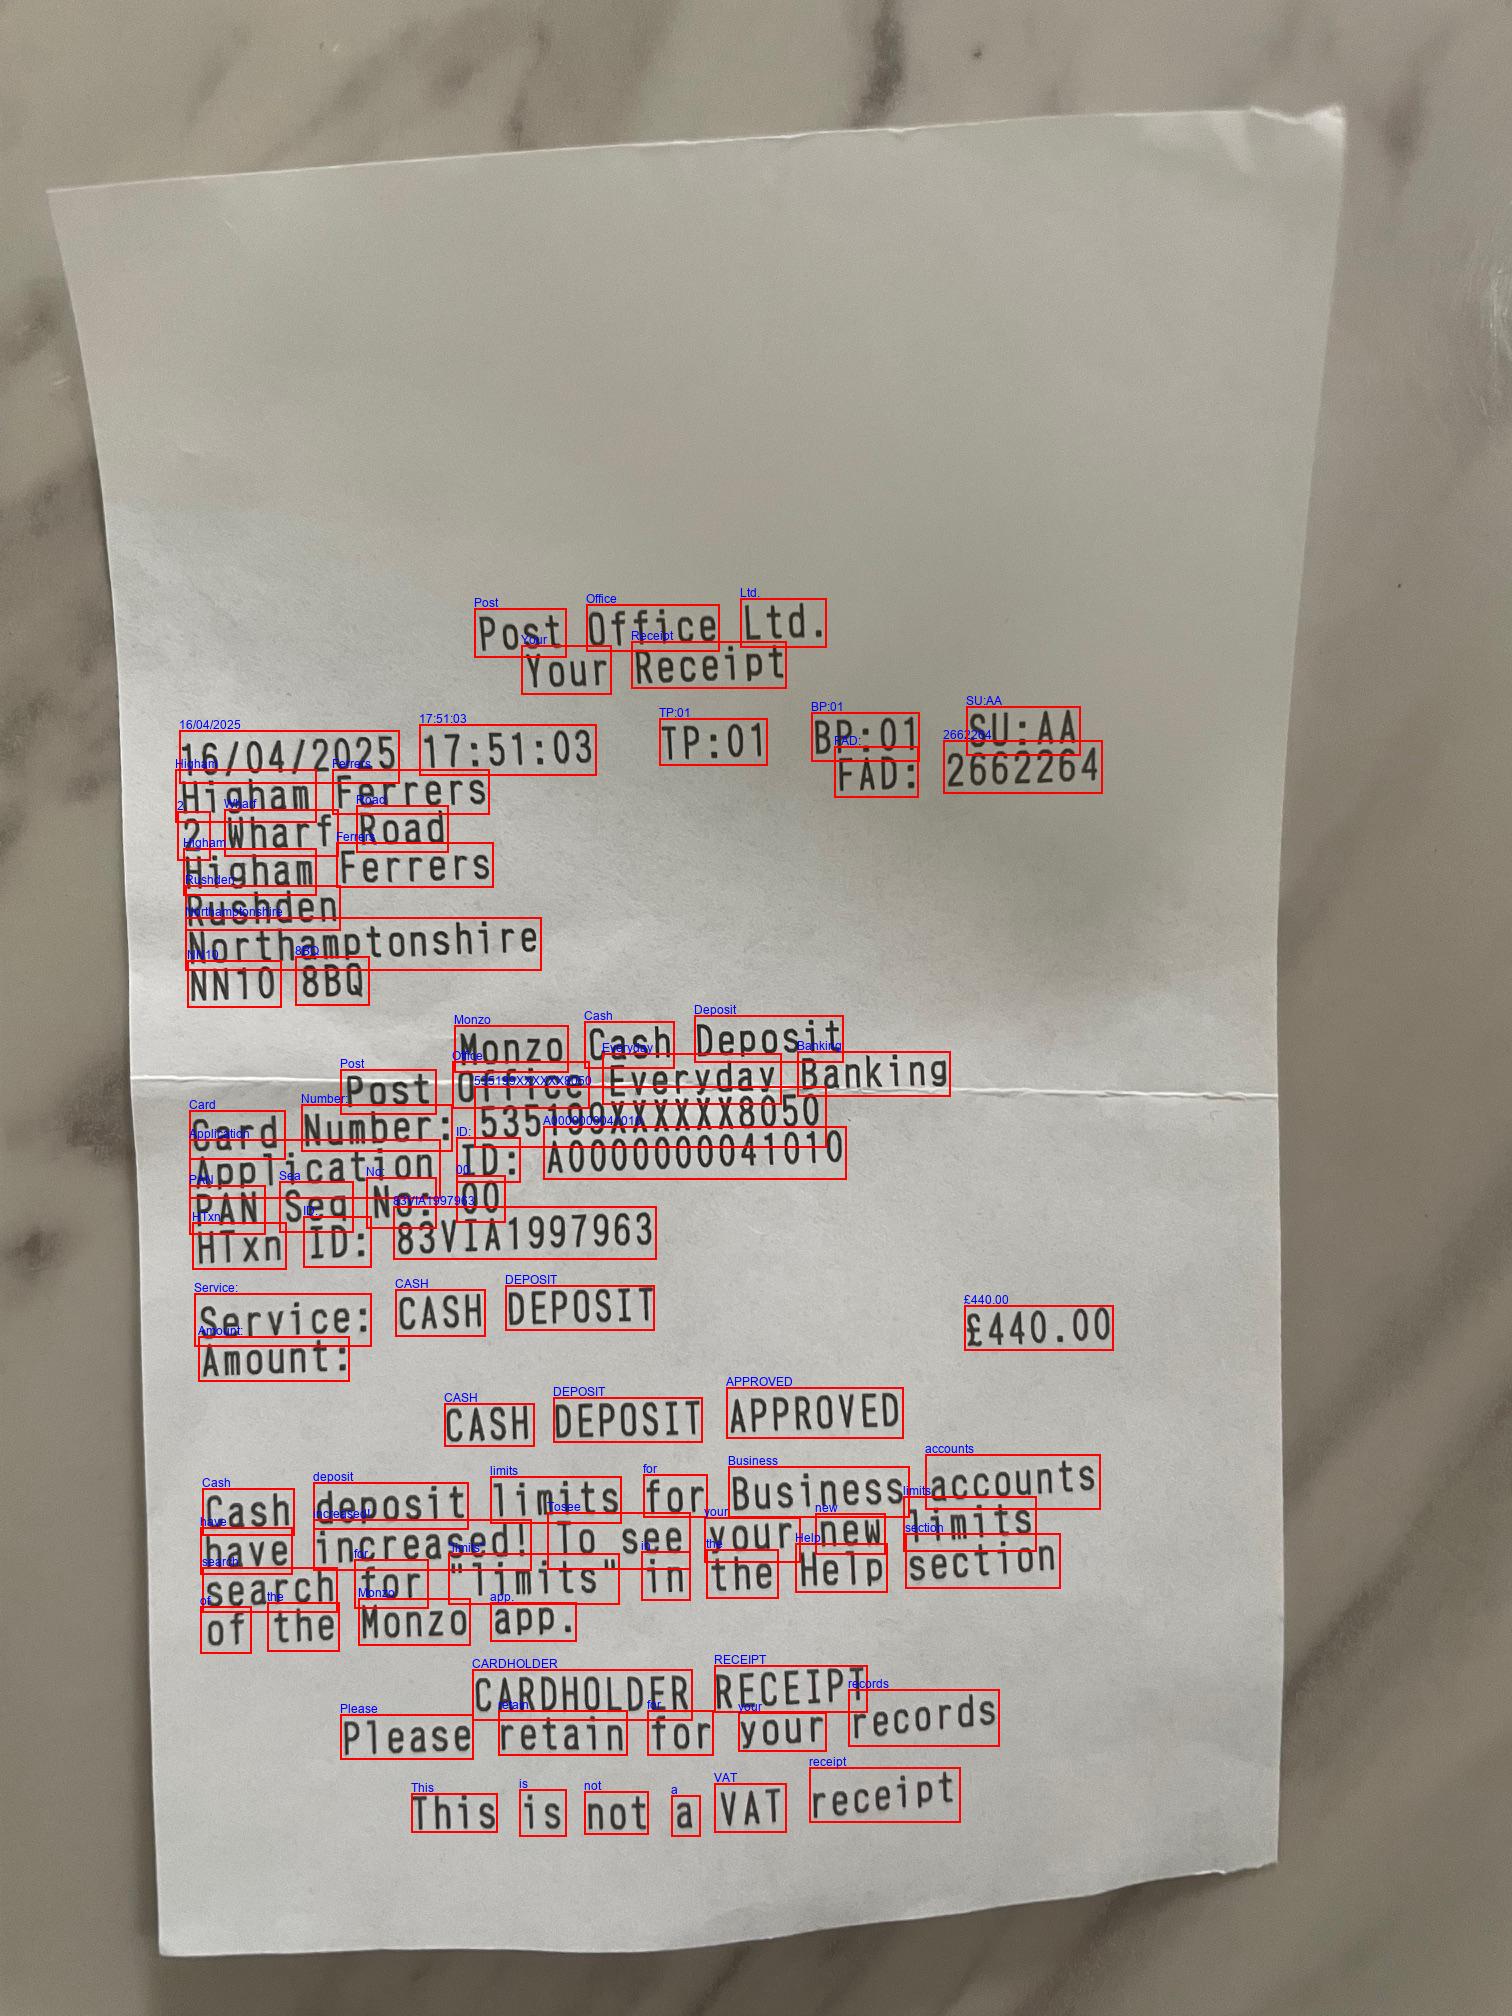 Post Office Ltd.
Your Receipt
16/04/2025 17:51:03 TP:01 BP:01 SU:AA
Higham Ferrers FAD: 2662264
2 Wharf Road
Higham Ferrers
Rushden
Northamptonshire
NN10 8BQ
Monzo Cash Deposit
Post Office Everyday Banking
Card Number: 535199XXXXXX8050
Application ID: A0000000041010
PAN Seq No: 00
HTxn ID: 83VIA1997963
Service: CASH DEPOSIT
Amount: £440.00
CASH DEPOSIT APPROVED
Cash deposit limits for Business accounts
have increased! To see your new limits
search for "limits" in the Help section
of the Monzo app.
CARDHOLDER RECEIPT
Please retain for your records
This is not a VAT receipt